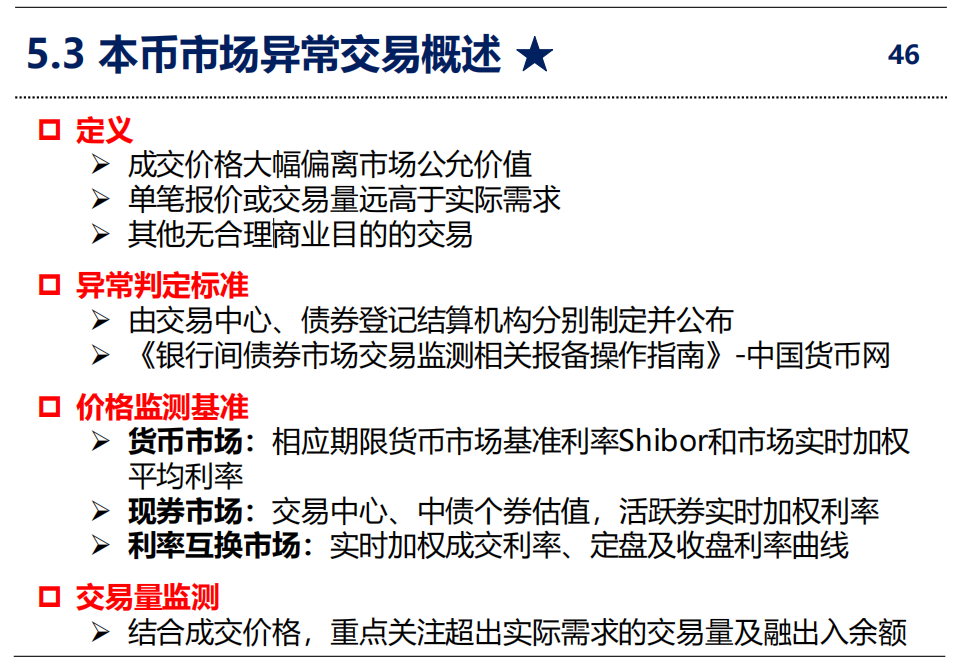 5.3 本币市场异常交易概述 ★
46
定义
成交价格大幅偏离市场公允价值
单笔报价或交易量远高于实际需求
其他无合理商业目的的交易
异常判定标准
由交易中心、债券登记结算机构分别制定并公布
《银行间债券市场交易监测相关报备操作指南》-中国货币网
价格监测基准
货币市场：相应期限货币市场基准利率Shibor和市场实时加权
平均利率
现券市场：交易中心、中债个券估值，活跃券实时加权利率
利率互换市场：实时加权成交利率、定盘及收盘利率曲线
交易量监测
结合成交价格，重点关注超出实际需求的交易量及融出入余额